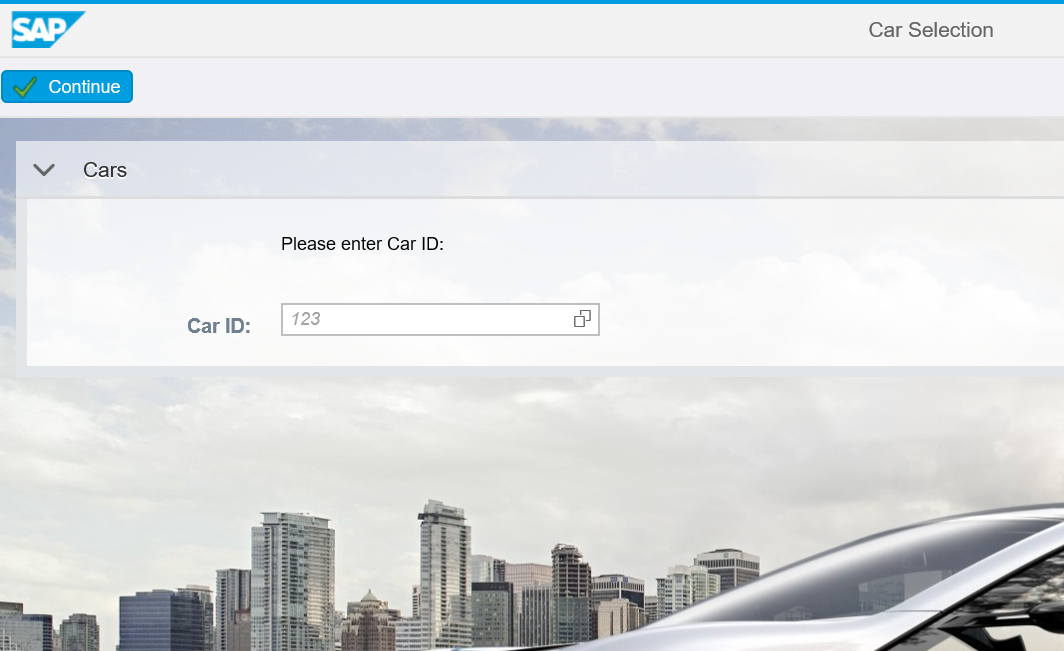 SAP
Car Selection
Continue
Cars
Please enter Car ID:
Car ID:
123